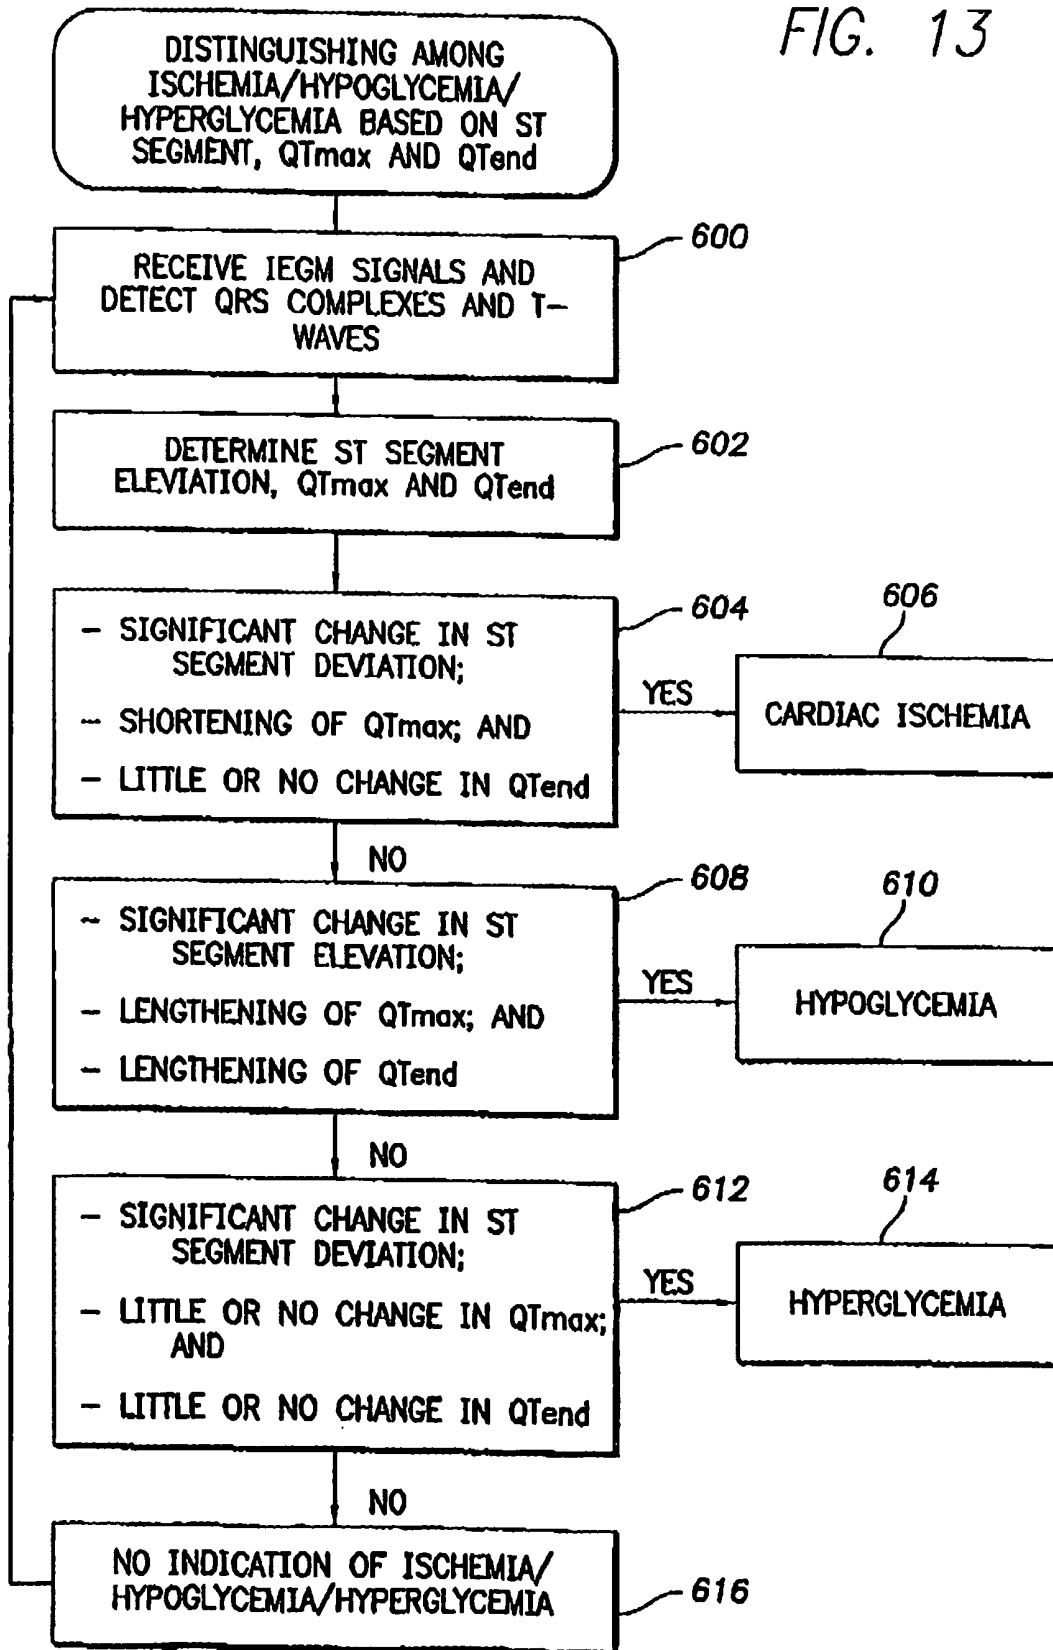 FIG. 13
DISTINGUISHING AMONG
ISCHEMIA/HYPOGLYCEMIA/
HYPERGLYCEMIA BASED ON ST
SEGMENT, QTmax AND QTend
600
RECEIVE IEGM SIGNALS AND
DETECT QRS COMPLEXES AND T-
WAVES
602
DETERMINE ST SEGMENT
ELEVIATION, QTmax AND QTend
604
- SIGNIFICANT CHANGE IN ST
SEGMENT DEVIATION;
- SHORTENING OF QTmax; AND
- LITTLE OR NO CHANGE IN QTend
YES
606
CARDIAC ISCHEMIA
NO
608
- SIGNIFICANT CHANGE IN ST
SEGMENT ELEVATION;
- LENGTHENING OF QTmax; AND
- LENGTHENING OF QTend
YES
610
HYPOGLYCEMIA
NO
612
- SIGNIFICANT CHANGE IN ST
SEGMENT DEVIATION;
- LITTLE OR NO CHANGE IN QTmax;
AND
- LITTLE OR NO CHANGE IN QTend
YES
614
HYPERGLYCEMIA
NO
NO INDICATION OF ISCHEMIA/
HYPOGLYCEMIA/HYPERGLYCEMIA
616